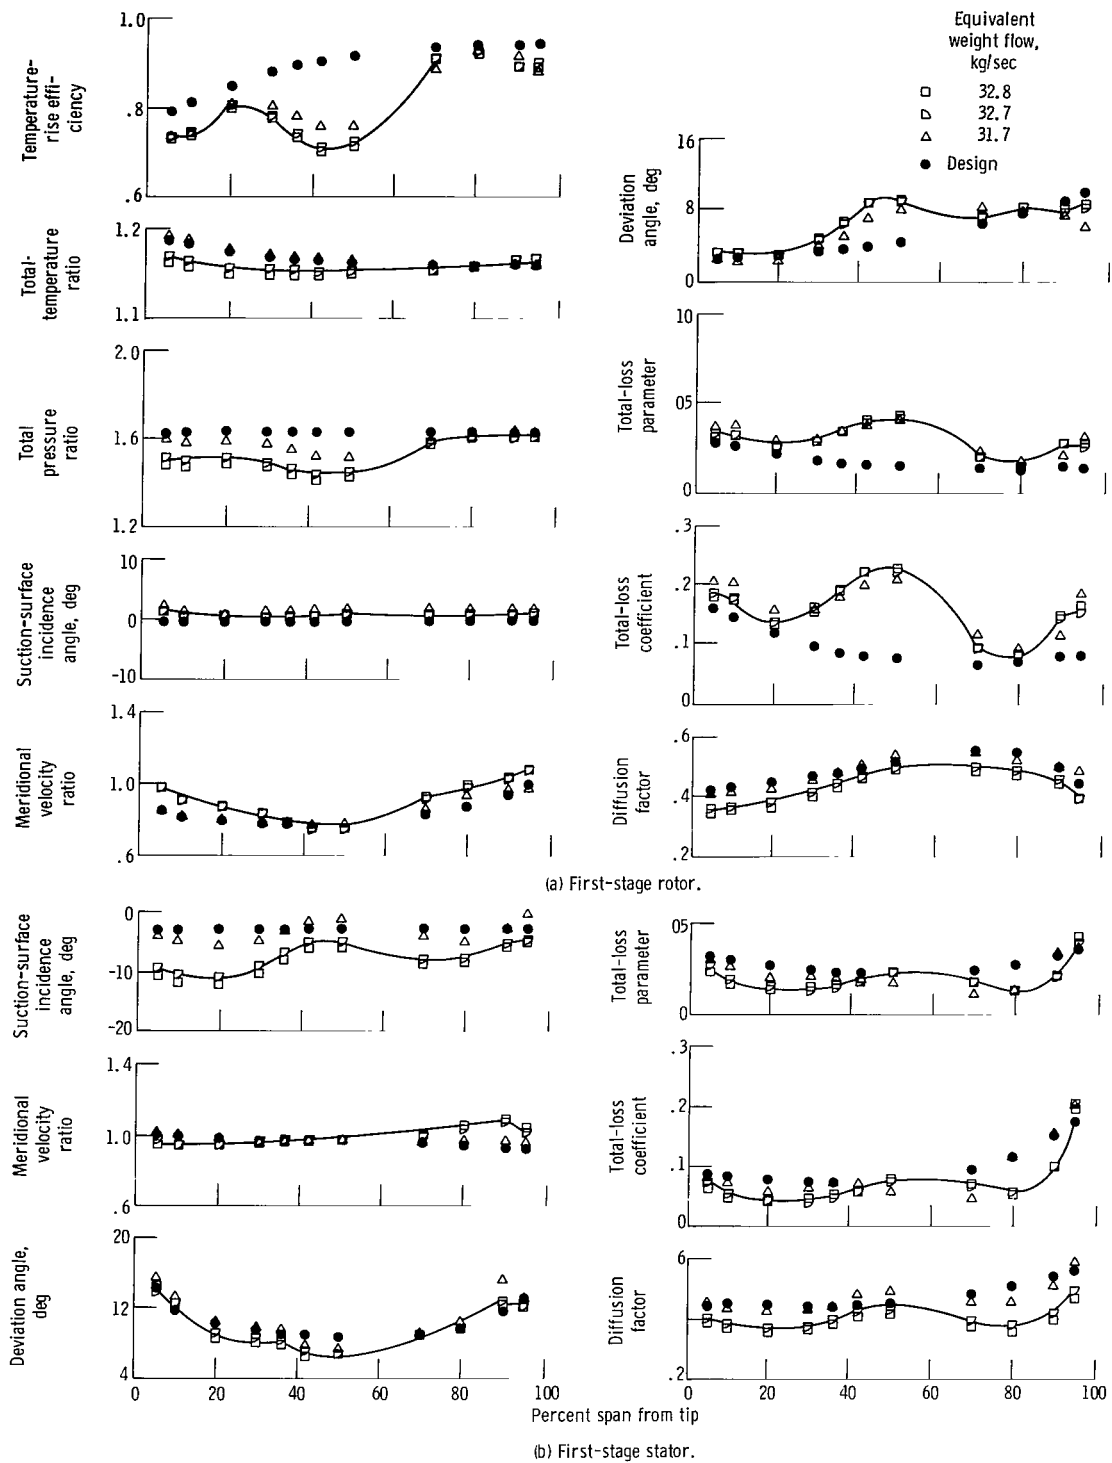 Equivalent
weight flow,
kg/sec
32.8
32.7
31.7
Design
Temperature-
rise effi-
ciency
1.0
.8
.6
Total-
temperature
ratio
1.2
1.1
Total
pressure
ratio
2.0
1.6
1.2
Suction-surface
incidence
angle, deg
10
0
-10
Meridional
velocity
ratio
1.4
1.0
.6
Deviation
angle, deg
16
8
0
Total-loss
parameter
10
05
0
Total-loss
coefficient
.3
.2
.1
0
Diffusion
factor
.6
.4
.2
(a) First-stage rotor.
Suction-surface
incidence
angle, deg
0
-10
-20
Meridional
velocity
ratio
1.4
1.0
.6
Deviation angle,
deg
20
12
4
0 20 40 60 80 100
Total-loss
parameter
05
0
Total-loss
coefficient
.3
.2
.1
0
Diffusion
factor
6
.2
0 20 40 60 80 100
Percent span from tip
(b) First-stage stator.